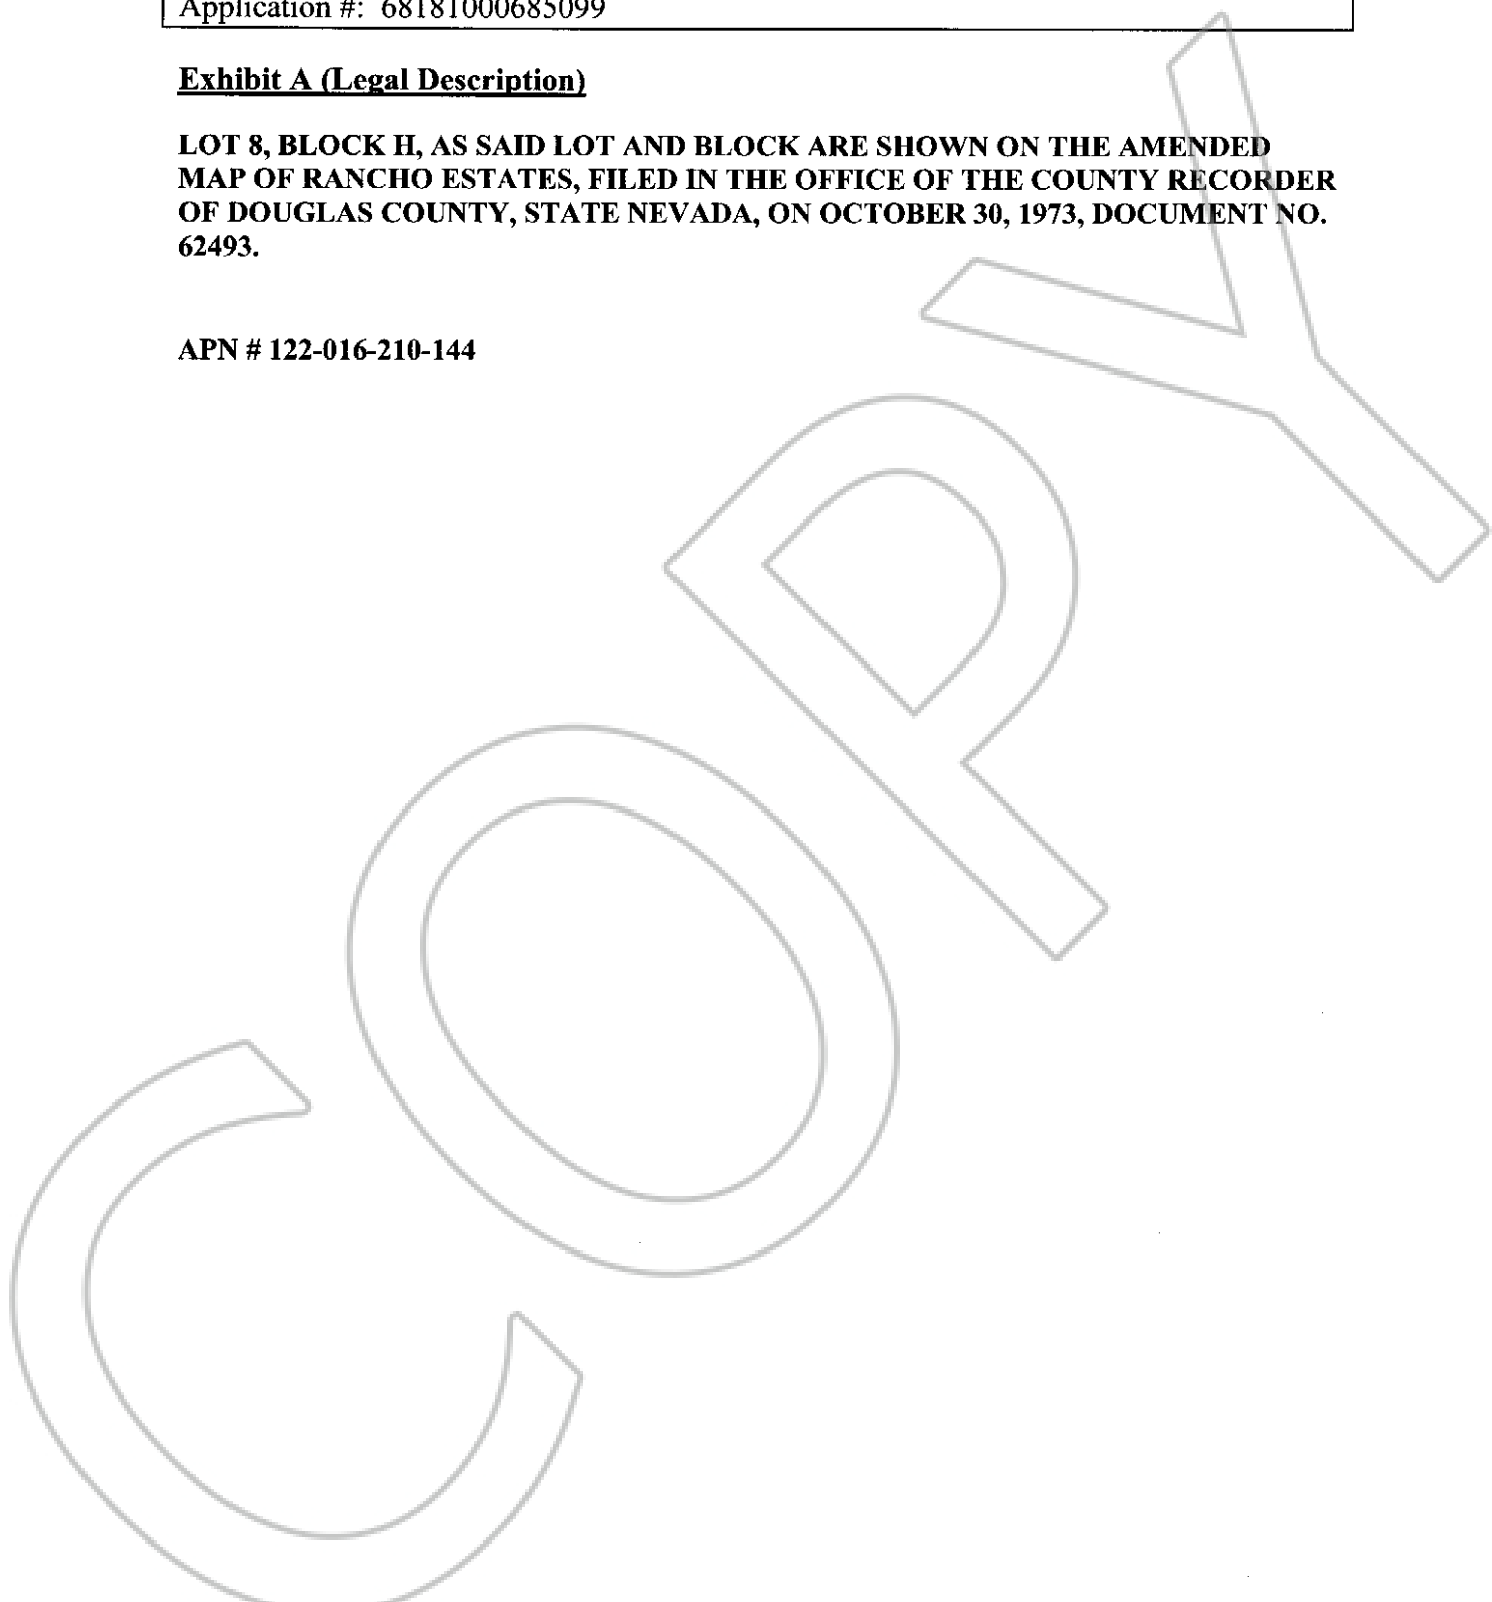 Application #: 68181000685099
Exhibit A (Legal Description)
LOT 8, BLOCK H, AS SAID LOT AND BLOCK ARE SHOWN ON THE AMENDED
MAP OF RANCHO ESTATES, FILED IN THE OFFICE OF THE COUNTY RECORDER
OF DOUGLAS COUNTY, STATE NEVADA, ON OCTOBER 30, 1973, DOCUMENT NO.
62493.
APN # 122-016-210-144
COPY